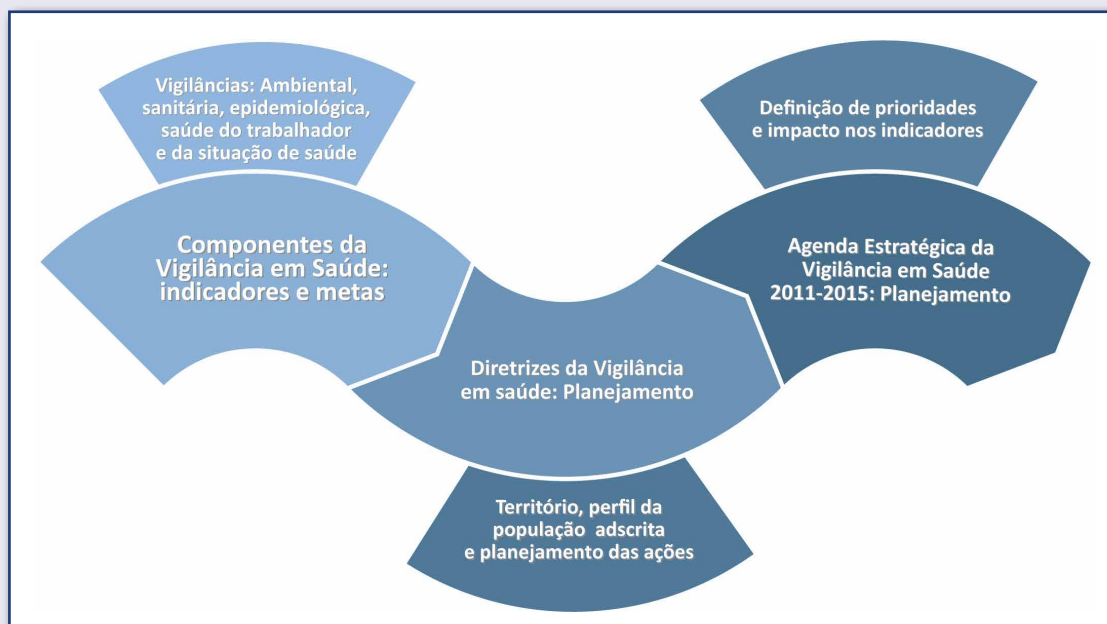 Vigilâncias: Ambiental,
sanitária, epidemiológica,
saúde do trabalhador
e da situação de saúde
Componentes da
Vigilância em Saúde:
indicadores e metas
Diretrizes da Vigilância
em saúde: Planejamento
Território, perfil da
população adscrita
e planejamento das ações
Definição de prioridades
e impacto nos indicadores
Agenda Estratégica da
Vigilância em Saúde
2011-2015: Planejamento